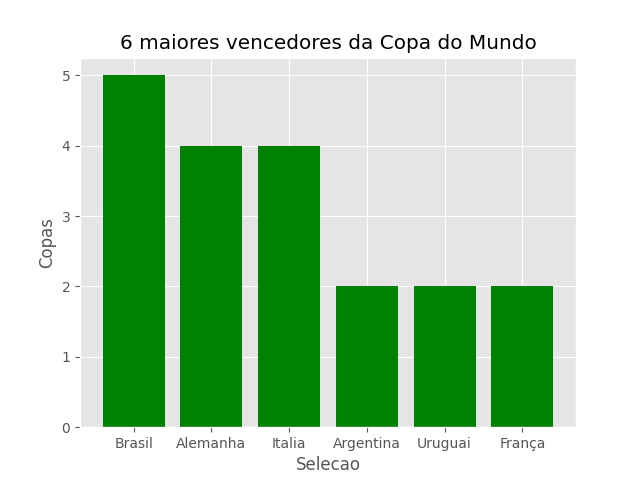 6 maiores vencedores da Copa do Mundo
5
4
3
2
1
0
Copas
Brasil Alemanha Italia Argentina Uruguai França
Selecao